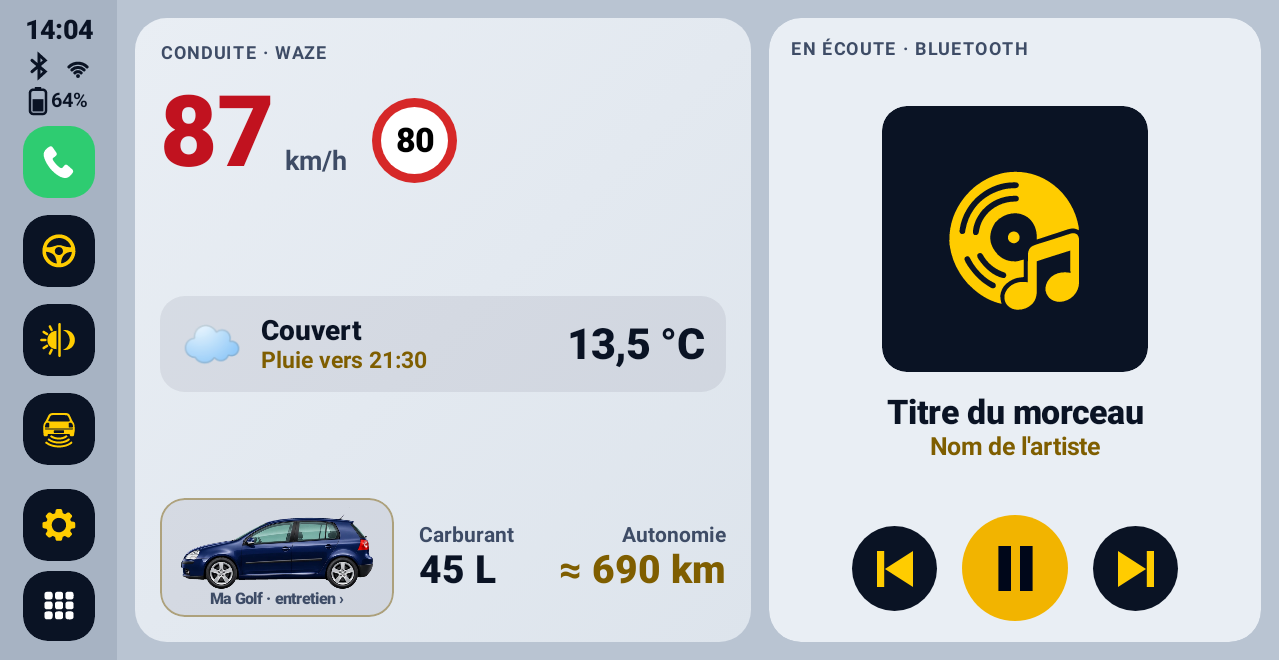 14:04
64%
CONDUITE · WAZE
87 km/h
80
Couvert
Pluie vers 21:30
13,5 °C
Ma Golf · entretien ›
Carburant
45 L
Autonomie
≈ 690 km
EN ÉCOUTE · BLUETOOTH
Titre du morceau
Nom de l'artiste